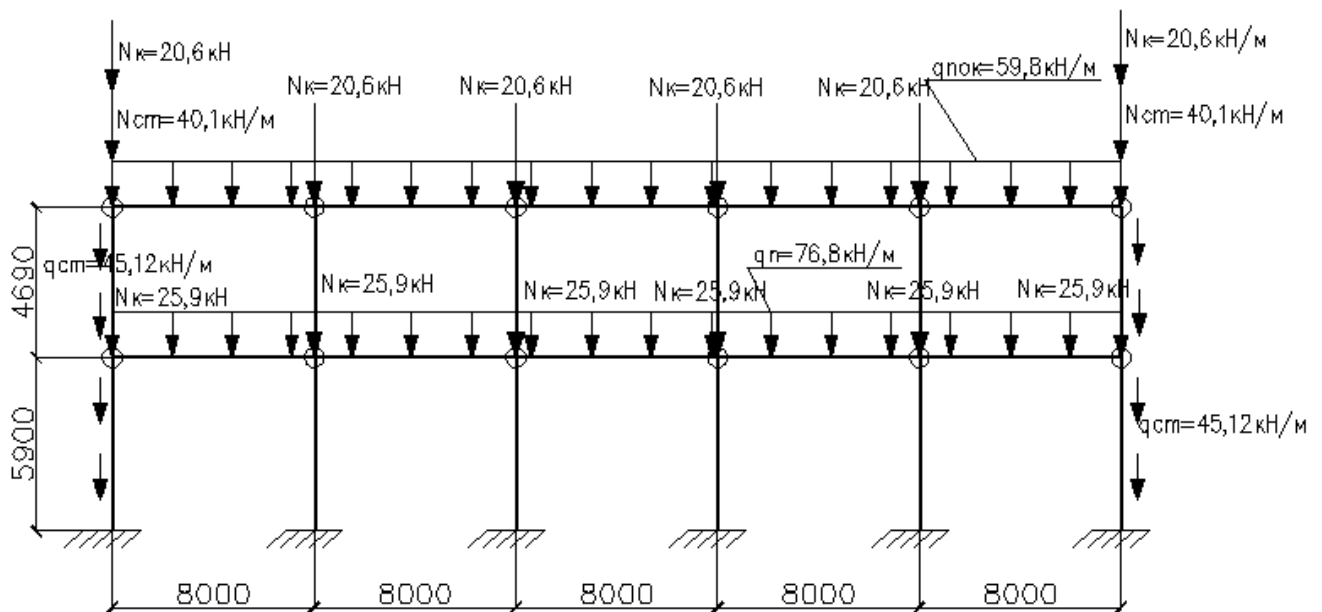 Nк=20,6кН
Nк=20,6кН/м
qпок=59,8кН/м
Nк=20,6кН Nк=20,6кН Nк=20,6кН Nк=20,6кН
Nст=40,1кН/м
Nст=40,1кН/м
4690
qст=45,12кН/м
qп=76,8кН/м
Nк=25,9кН Nк=25,9кН Nк=25,9кН Nк=25,9кН Nк=25,9кН Nк=25,9кН
5900
qст=45,12кН/м
8000 8000 8000 8000 8000